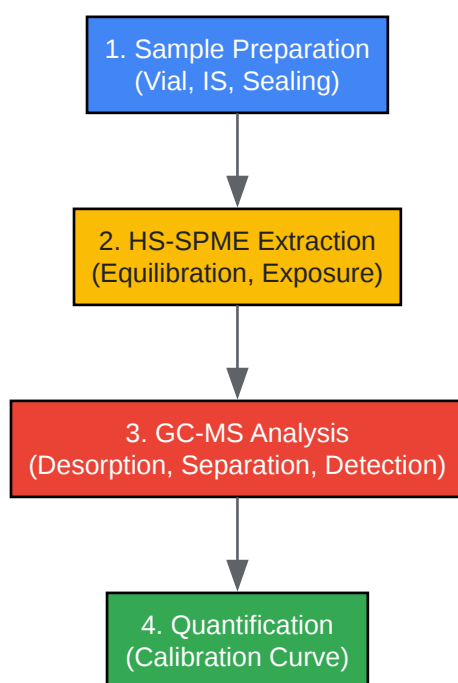 1. Sample Preparation
(Vial, IS, Sealing)
2. HS-SPME Extraction
(Equilibration, Exposure)
3. GC-MS Analysis
(Desorption, Separation, Detection)
4. Quantification
(Calibration Curve)